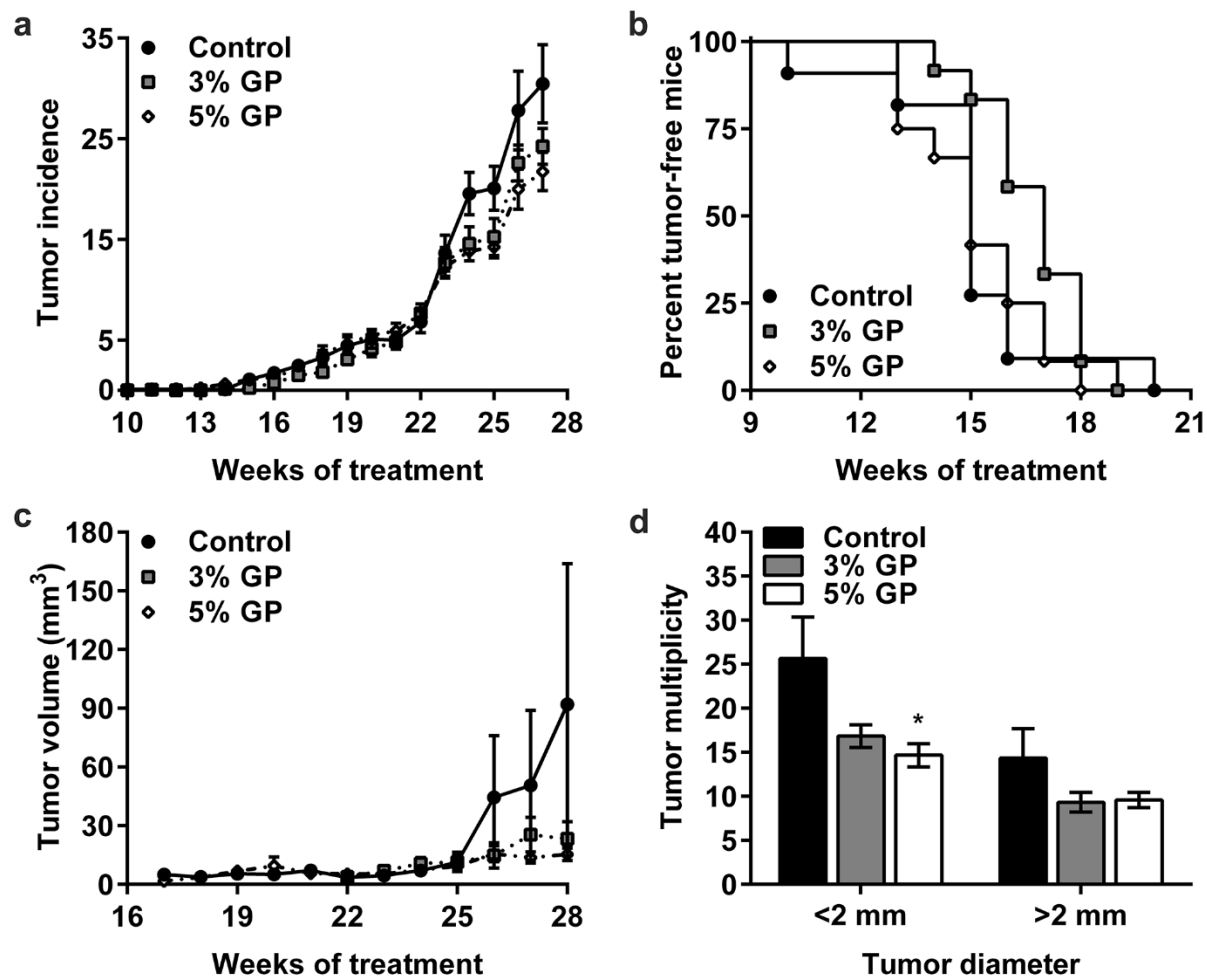 a
Tumor incidence
35
25
15
5
0
Control
3% GP
5% GP
10 13 16 19 22 25 28
Weeks of treatment
b
Percent tumor-free mice
100
75
50
25
0
Control
3% GP
5% GP
9 12 15 18 21
Weeks of treatment
c
Tumor volume (mm³)
180
150
120
90
60
30
0
Control
3% GP
5% GP
16 19 22 25 28
Weeks of treatment
d
Tumor multiplicity
40
35
30
25
20
15
10
5
0
Control
3% GP
5% GP
*
<2 mm >2 mm
Tumor diameter